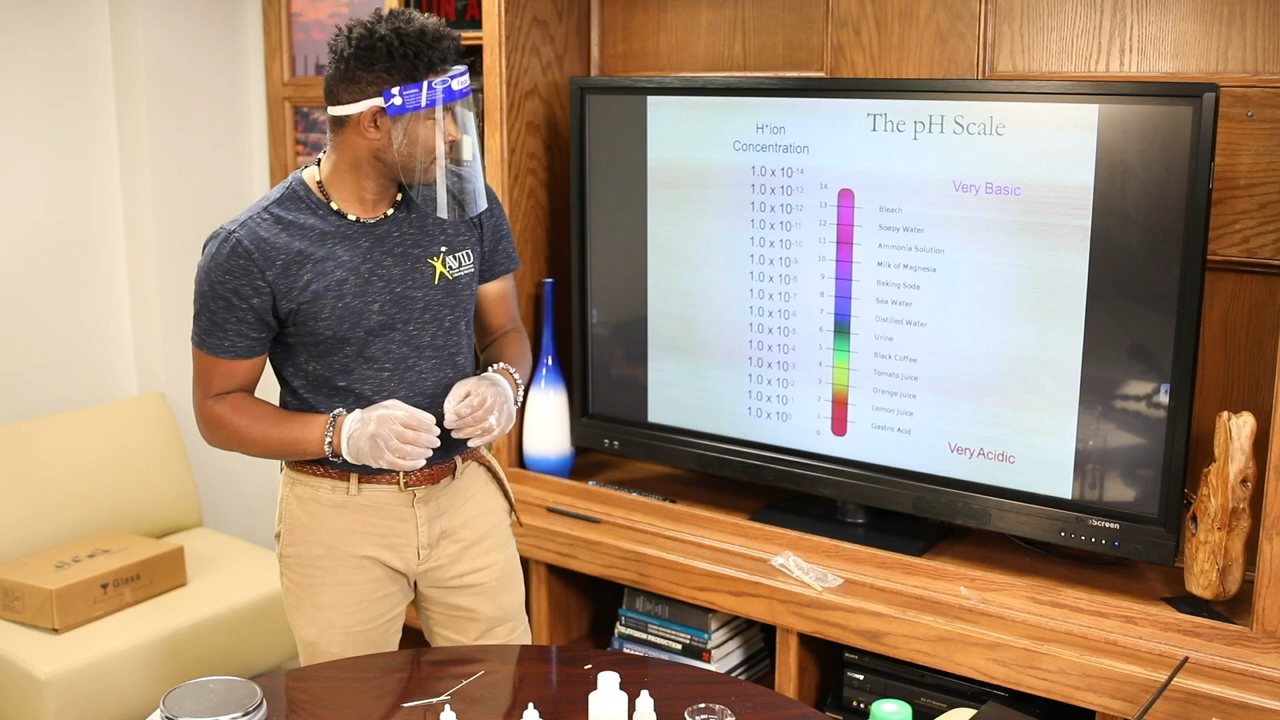 ON A
AVID
Glass
The pH Scale
H⁺ion
Concentration
1.0 x 10⁻¹⁴
1.0 x 10⁻¹³
1.0 x 10⁻¹²
1.0 x 10⁻¹¹
1.0 x 10⁻¹⁰
1.0 x 10⁻⁹
1.0 x 10⁻⁸
1.0 x 10⁻⁷
1.0 x 10⁻⁶
1.0 x 10⁻⁵
1.0 x 10⁻⁴
1.0 x 10⁻³
1.0 x 10⁻²
1.0 x 10⁻¹
1.0 x 10⁰
14
13
12
11
10
9
8
7
6
5
4
3
2
1
0
Very Basic
Bleach
Soapy Water
Ammonia Solution
Milk of Magnesia
Baking Soda
Sea Water
Distilled Water
Urine
Black Coffee
Tomato Juice
Orange Juice
Lemon Juice
Gastric Acid
Very Acidic
Screen
TELEVISION PRODUCTION
SONY